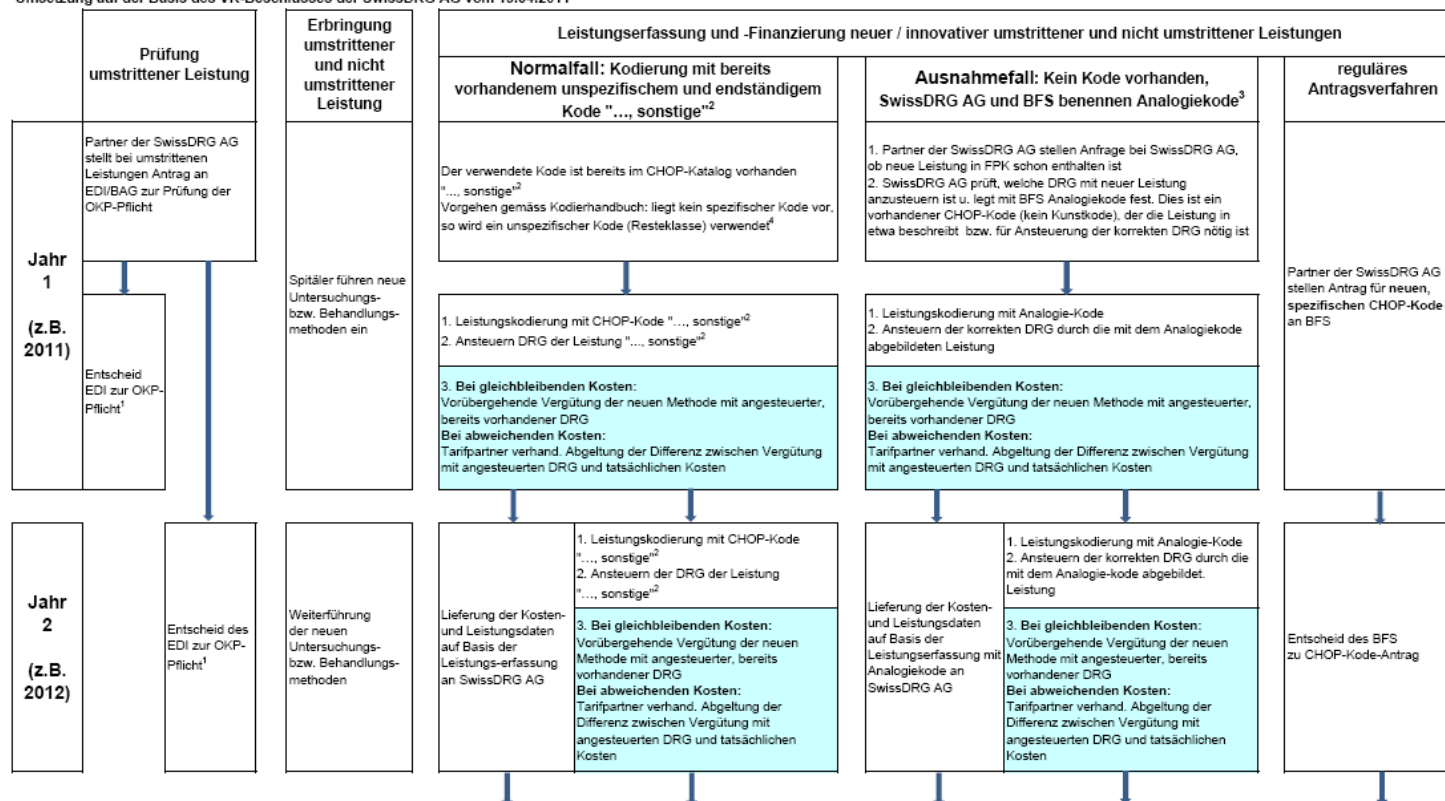 Umsetzung auf der Basis des VR-Beschlusses der SwissDRG AG vom 15.04.2011
Prüfung
umstrittener Leistung
Erbringung
umstrittener
und nicht
umstrittener
Leistung
Leistungserfassung und -Finanzierung neuer / innovativer umstrittener und nicht umstrittener Leistungen
Normalfall: Kodierung mit bereits
vorhandenem unspezifischem und endständigem
Kode "…, sonstige"²
Ausnahmefall: Kein Kode vorhanden,
SwissDRG AG und BFS benennen Analogiekode³
reguläres
Antragsverfahren
Jahr
1
(z.B.
2011)
Partner der SwissDRG AG
stellt bei umstrittenen
Leistungen Antrag an
EDI/BAG zur Prüfung der
OKP-Pflicht
Entscheid
EDI zur OKP-
Pflicht¹
Spitäler führen neue
Untersuchungs-
bzw. Behandlungs-
methoden ein
Der verwendete Kode ist bereits im CHOP-Katalog vorhanden
"…, sonstige"²
Vorgehen gemäss Kodierhandbuch: liegt kein spezifischer Kode vor,
so wird ein unspezifischer Kode (Resteklasse) verwendet⁴
1. Leistungskodierung mit CHOP-Kode "…, sonstige"²
2. Ansteuern DRG der Leistung "…, sonstige"²
3. Bei gleichbleibenden Kosten:
Vorübergehende Vergütung der neuen Methode mit angesteuerter,
bereits vorhandener DRG
Bei abweichenden Kosten:
Tarifpartner verhand. Abgeltung der Differenz zwischen Vergütung
mit angesteuerten DRG und tatsächlichen Kosten
1. Partner der SwissDRG AG stellen Anfrage bei SwissDRG AG,
ob neue Leistung in FPK schon enthalten ist
2. SwissDRG AG prüft, welche DRG mit neuer Leistung
anzusteuern ist u. legt mit BFS Analogiekode fest. Dies ist ein
vorhandener CHOP-Kode (kein Kunstkode), der die Leistung in
etwa beschreibt bzw. für Ansteuerung der korrekten DRG nötig ist
1. Leistungskodierung mit Analogie-Kode
2. Ansteuern der korrekten DRG durch die mit dem Analogiekode
abgebildeten Leistung
3. Bei gleichbleibenden Kosten:
Vorübergehende Vergütung der neuen Methode mit angesteuerter,
bereits vorhandener DRG
Bei abweichenden Kosten:
Tarifpartner verhand. Abgeltung der Differenz zwischen Vergütung
mit angesteuerten DRG und tatsächlichen Kosten
Partner der SwissDRG AG
stellen Antrag für neuen,
spezifischen CHOP-Kode
an BFS
Jahr
2
(z.B.
2012)
Entscheid des
EDI zur OKP-
Pflicht¹
Weiterführung
der neuen
Untersuchungs-
bzw. Behandlungs-
methoden
Lieferung der Kosten-
und Leistungsdaten
auf Basis der
Leistungs-erfassung
an SwissDRG AG
1. Leistungskodierung mit CHOP-Kode
"…, sonstige"²
2. Ansteuern der DRG der Leistung
"…, sonstige"²
3. Bei gleichbleibenden Kosten:
Vorübergehende Vergütung der neuen
Methode mit angesteuerter, bereits
vorhandener DRG
Bei abweichenden Kosten:
Tarifpartner verhand. Abgeltung der
Differenz zwischen Vergütung mit
angesteuerten DRG und tatsächlichen
Kosten
Lieferung der Kosten-
und Leistungsdaten
auf Basis der
Leistungserfassung mit
Analogiekode an
SwissDRG AG
1. Leistungskodierung mit Analogie-Kode
2. Ansteuern der korrekten DRG durch die
mit dem Analogie-kode abgebildet.
Leistung
3. Bei gleichbleibenden Kosten:
Vorübergehende Vergütung der neuen
Methode mit angesteuerter, bereits
vorhandener DRG
Bei abweichenden Kosten:
Tarifpartner verhand. Abgeltung der
Differenz zwischen Vergütung mit
angesteuerten DRG und tatsächlichen
Kosten
Entscheid des BFS
zu CHOP-Kode-Antrag